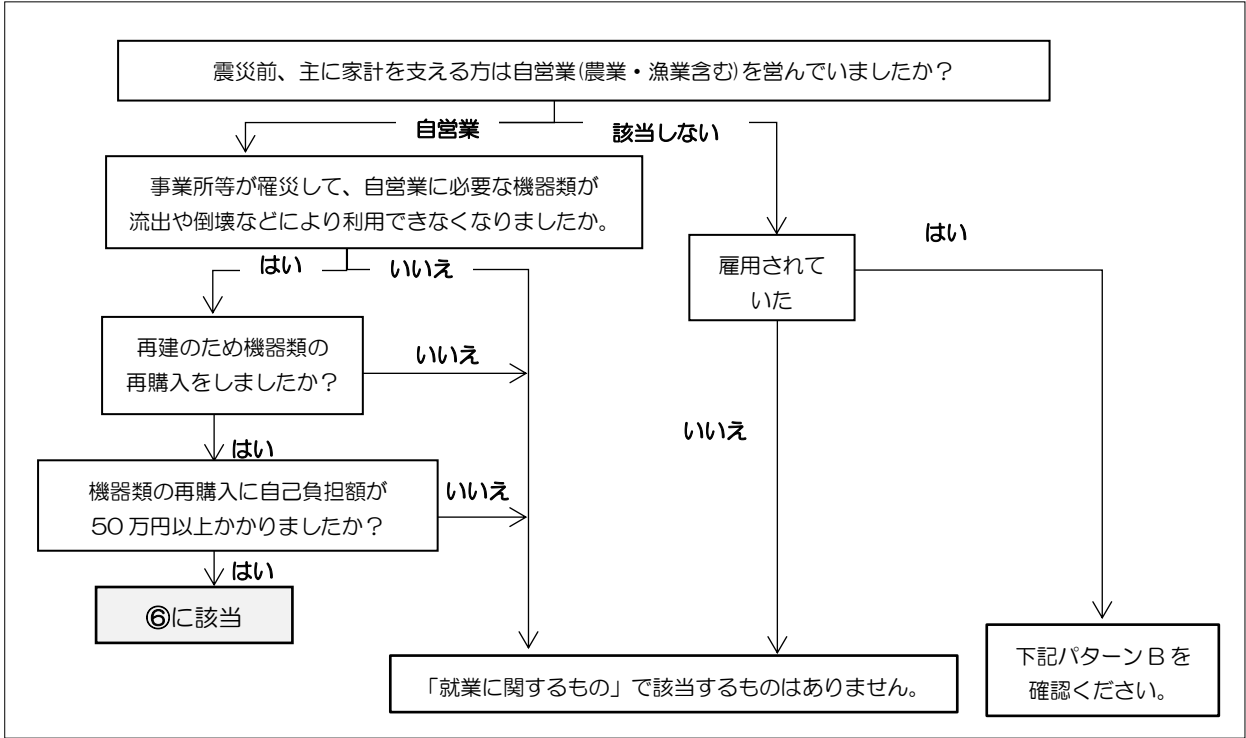 震災前、主に家計を支える方は自営業(農業・漁業含む)を営んでいましたか？
自営業
該当しない
事業所等が罹災して、自営業に必要な機器類が
流出や倒壊などにより利用できなくなりましたか。
はい
いいえ
雇用されて
いた
はい
再建のため機器類の
再購入をしましたか？
いいえ
はい
いいえ
機器類の再購入に自己負担額が
50 万円以上かかりましたか？
いいえ
はい
⑥に該当
「就業に関するもの」で該当するものはありません。
下記パターン B を
確認ください。